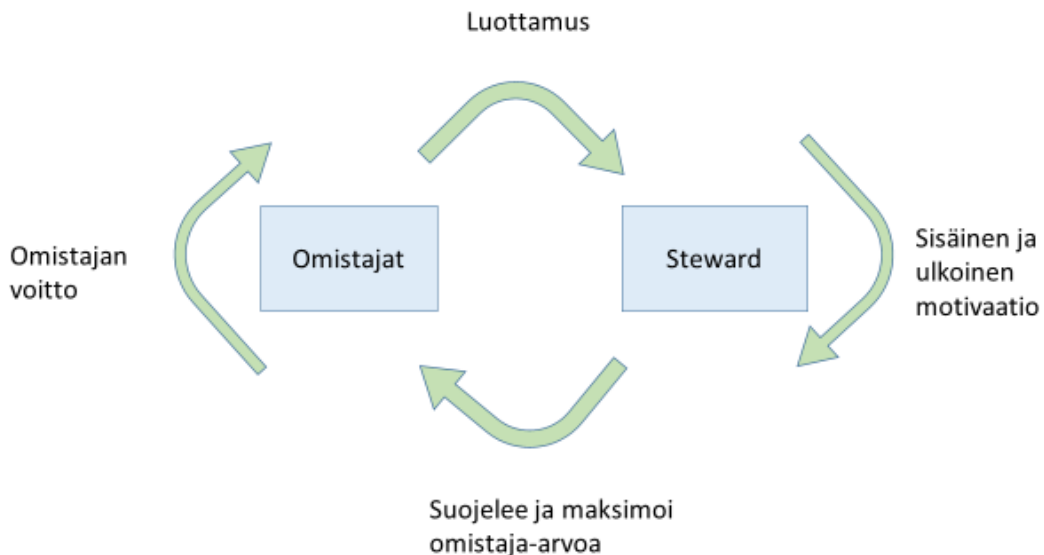 Luottamus
Omistajan
voitto
Omistajat
Steward
Sisäinen ja
ulkoinen
motivaatio
Suojelee ja maksimoi
omistaja-arvoa